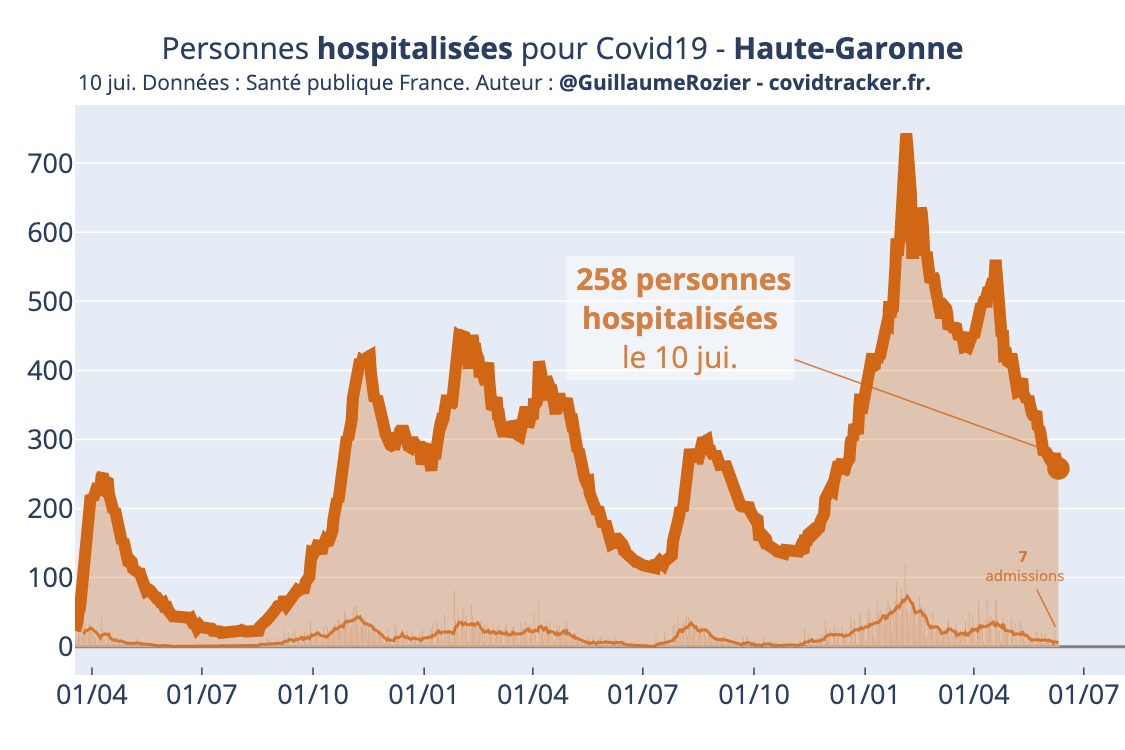 Personnes hospitalisées pour Covid19 - Haute-Garonne
10 jui. Données : Santé publique France. Auteur : @GuillaumeRozier - covidtracker.fr.
700
600
500
400
300
200
100
0
258 personnes
hospitalisées
le 10 jui.
7
admissions
01/04 01/07 01/10 01/01 01/04 01/07 01/10 01/01 01/04 01/07